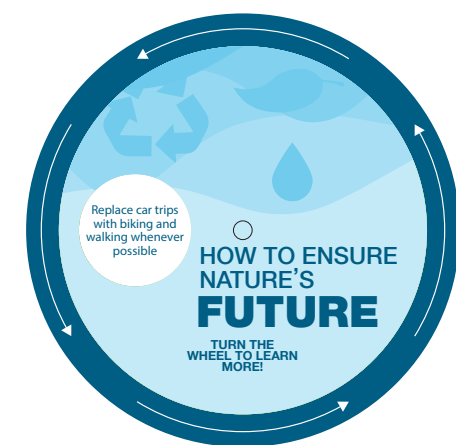 Replace car trips
with biking and
walking whenever
possible
HOW TO ENSURE
NATURE'S
FUTURE
TURN THE
WHEEL TO LEARN
MORE!